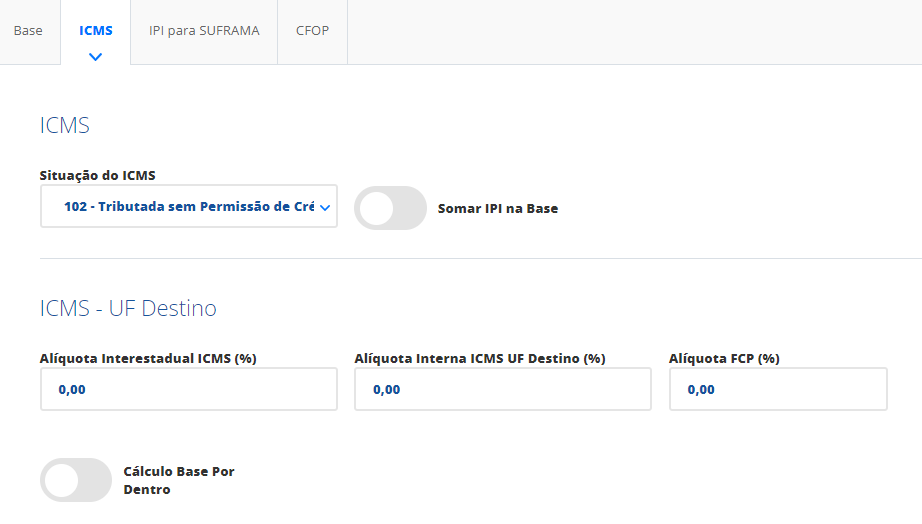 Base ICMS IPI para SUFRAMA CFOP
ICMS
Situação do ICMS
102 - Tributada sem Permissão de Cré
Somar IPI na Base
ICMS - UF Destino
Alíquota Interestadual ICMS (%) Alíquota Interna ICMS UF Destino (%) Alíquota FCP (%)
0,00 0,00 0,00
Cálculo Base Por
Dentro